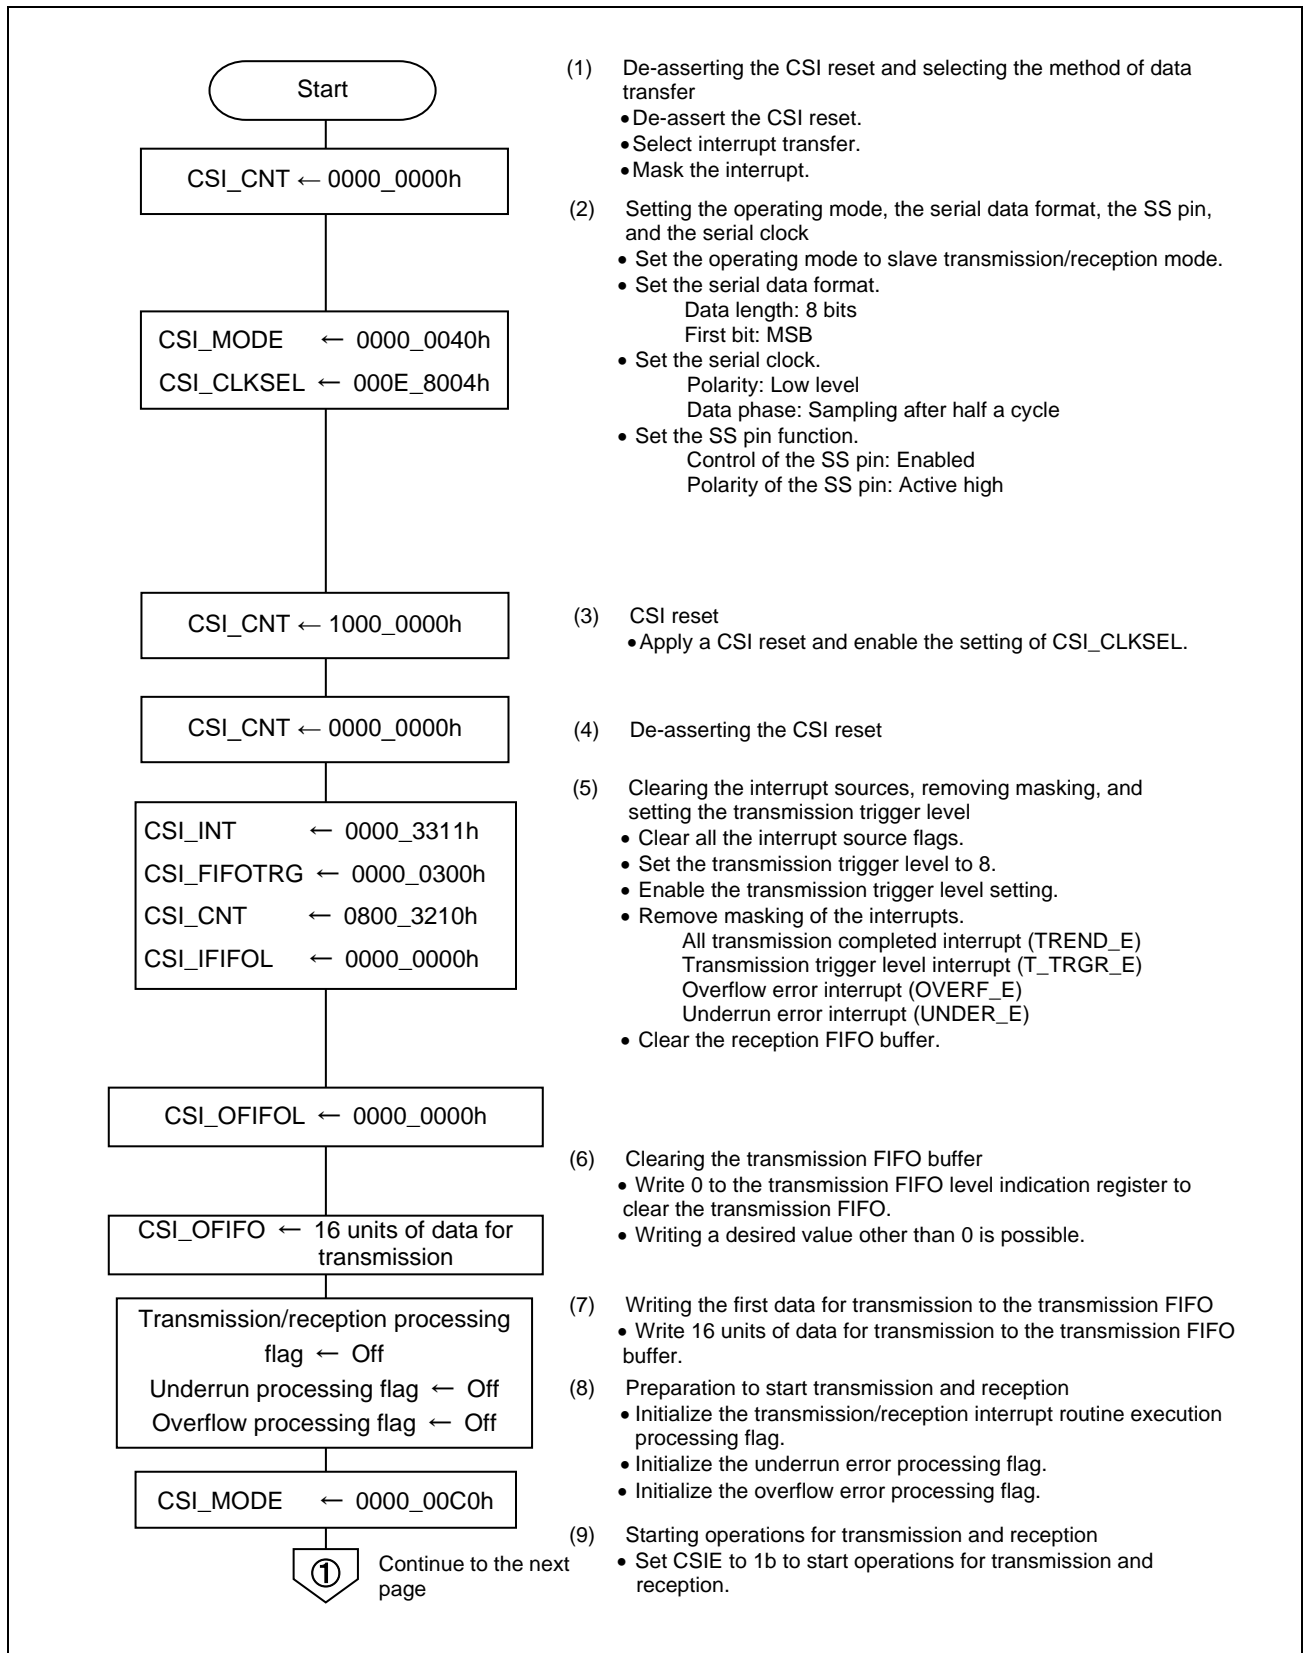 Start
CSI_CNT ← 0000_0000h
CSI_MODE ← 0000_0040h
CSI_CLKSEL ← 000E_8004h
CSI_CNT ← 1000_0000h
CSI_CNT ← 0000_0000h
CSI_INT ← 0000_3311h
CSI_FIFOTRG ← 0000_0300h
CSI_CNT ← 0800_3210h
CSI_IFIFOL ← 0000_0000h
CSI_OFIFOL ← 0000_0000h
CSI_OFIFO ← 16 units of data for
transmission
Transmission/reception processing
flag ← Off
Underrun processing flag ← Off
Overflow processing flag ← Off
CSI_MODE ← 0000_00C0h
①
Continue to the next
page
(1) De-asserting the CSI reset and selecting the method of data
transfer
• De-assert the CSI reset.
• Select interrupt transfer.
• Mask the interrupt.
(2) Setting the operating mode, the serial data format, the SS pin,
and the serial clock
• Set the operating mode to slave transmission/reception mode.
• Set the serial data format.
Data length: 8 bits
First bit: MSB
• Set the serial clock.
Polarity: Low level
Data phase: Sampling after half a cycle
• Set the SS pin function.
Control of the SS pin: Enabled
Polarity of the SS pin: Active high
(3) CSI reset
• Apply a CSI reset and enable the setting of CSI_CLKSEL.
(4) De-asserting the CSI reset
(5) Clearing the interrupt sources, removing masking, and
setting the transmission trigger level
• Clear all the interrupt source flags.
• Set the transmission trigger level to 8.
• Enable the transmission trigger level setting.
• Remove masking of the interrupts.
All transmission completed interrupt (TREND_E)
Transmission trigger level interrupt (T_TRGR_E)
Overflow error interrupt (OVERF_E)
Underrun error interrupt (UNDER_E)
• Clear the reception FIFO buffer.
(6) Clearing the transmission FIFO buffer
• Write 0 to the transmission FIFO level indication register to
clear the transmission FIFO.
• Writing a desired value other than 0 is possible.
(7) Writing the first data for transmission to the transmission FIFO
• Write 16 units of data for transmission to the transmission FIFO
buffer.
(8) Preparation to start transmission and reception
• Initialize the transmission/reception interrupt routine execution
processing flag.
• Initialize the underrun error processing flag.
• Initialize the overflow error processing flag.
(9) Starting operations for transmission and reception
• Set CSIE to 1b to start operations for transmission and
reception.